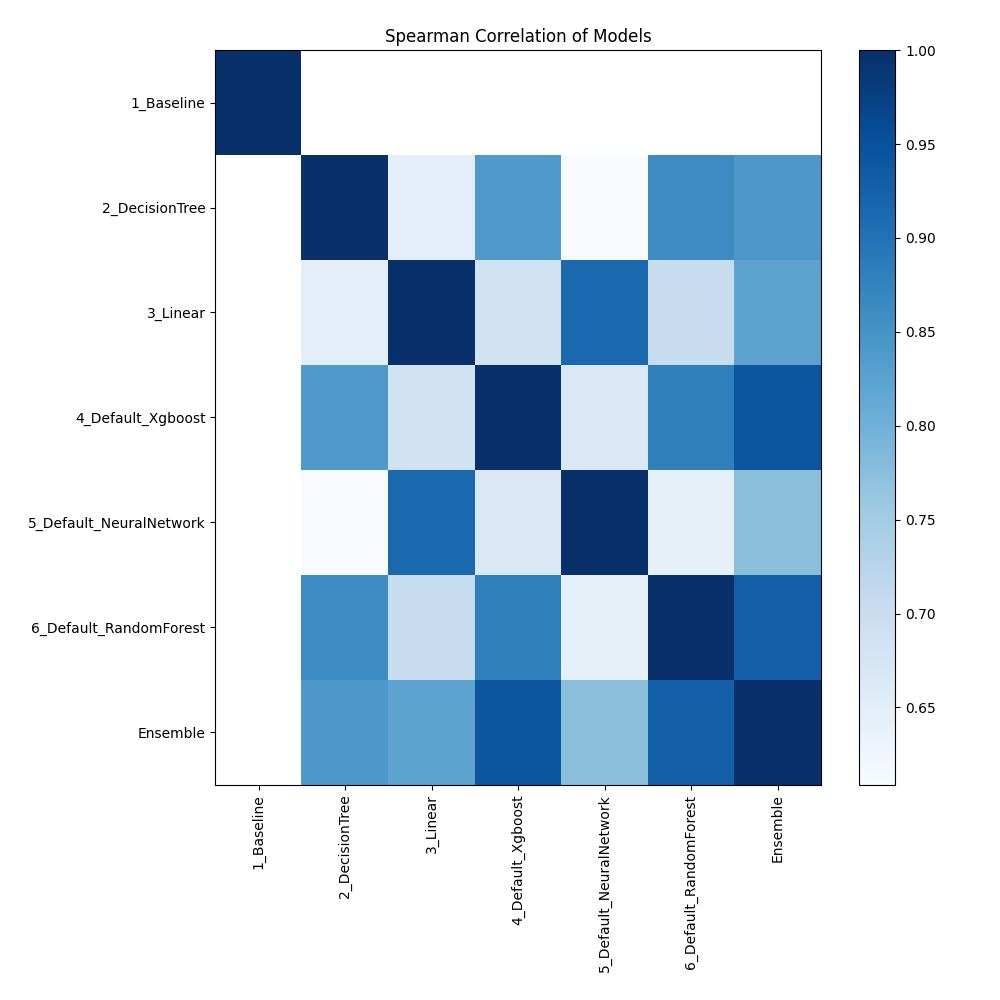 Spearman Correlation of Models
1_Baseline
2_DecisionTree
3_Linear
4_Default_Xgboost
5_Default_NeuralNetwork
6_Default_RandomForest
Ensemble
1_Baseline
2_DecisionTree
3_Linear
4_Default_Xgboost
5_Default_NeuralNetwork
6_Default_RandomForest
Ensemble
1.00
0.95
0.90
0.85
0.80
0.75
0.70
0.65